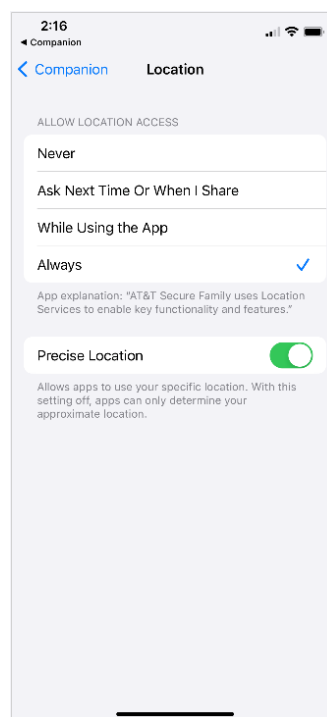 2:16
◀ Companion
Companion
Location
ALLOW LOCATION ACCESS
Never
Ask Next Time Or When I Share
While Using the App
Always
App explanation: “AT&T Secure Family uses Location
Services to enable key functionality and features.”
Precise Location
Allows apps to use your specific location. With this
setting off, apps can only determine your
approximate location.